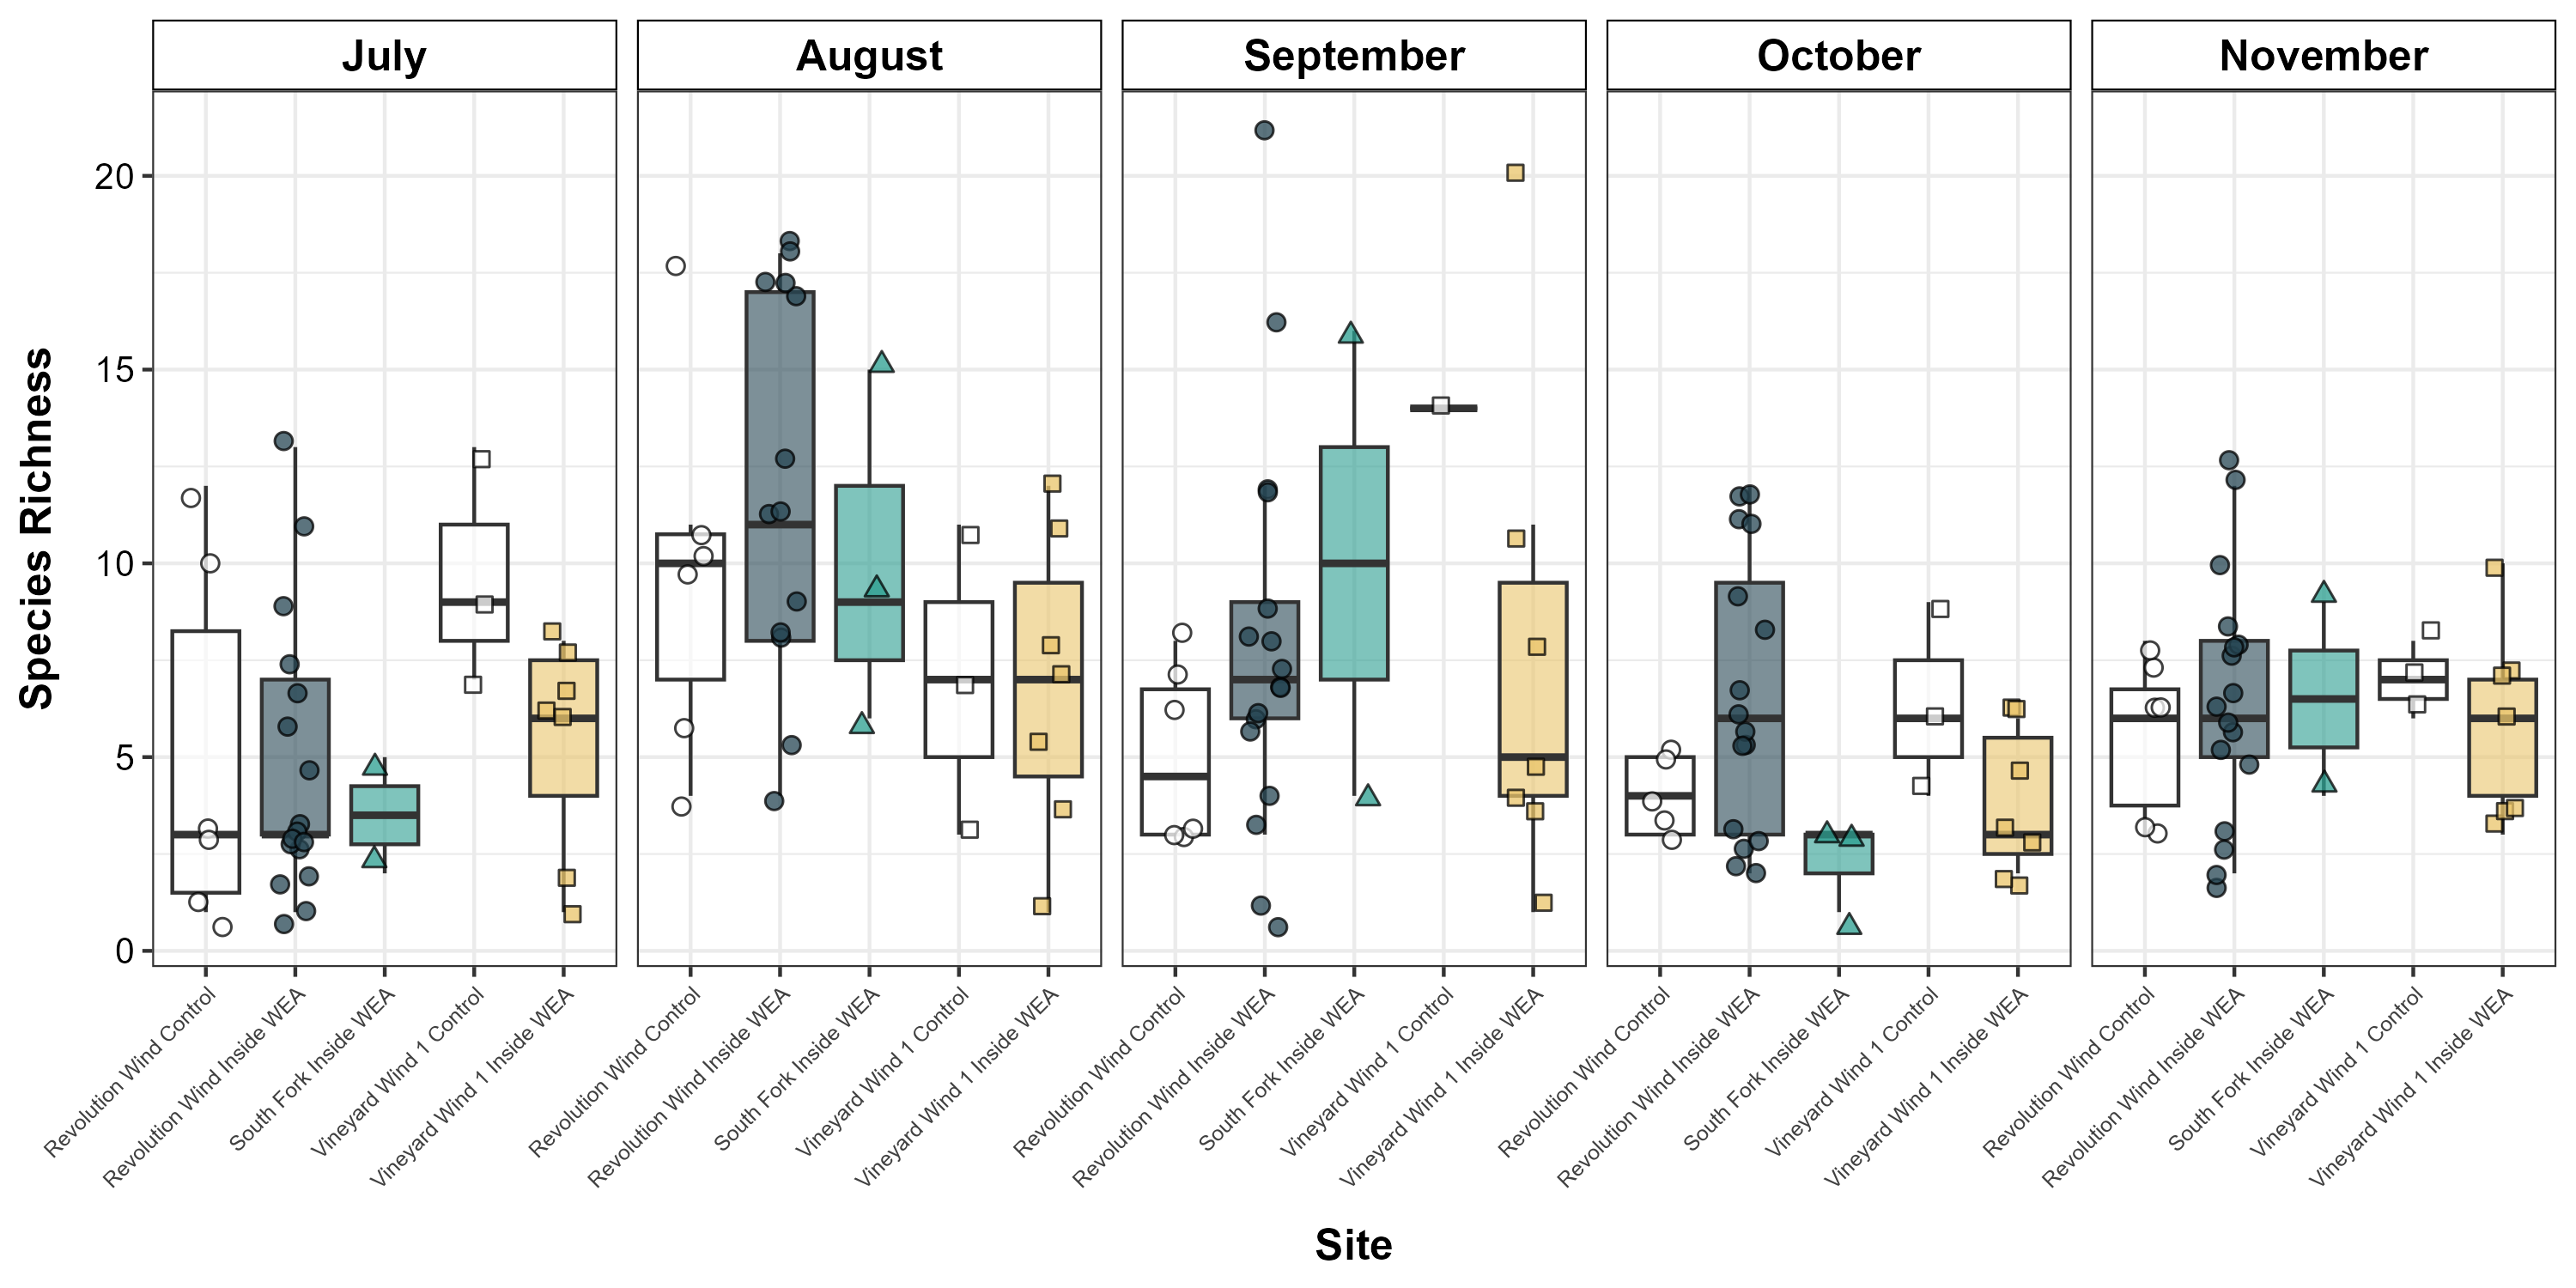 July
August
September
October
November
Species Richness
20
15
10
5
0
Revolution Wind Control
Revolution Wind Inside WEA
South Fork Inside WEA
Vineyard Wind 1 Control
Vineyard Wind 1 Inside WEA
Revolution Wind Control
Revolution Wind Inside WEA
South Fork Inside WEA
Vineyard Wind 1 Control
Vineyard Wind 1 Inside WEA
Revolution Wind Control
Revolution Wind Inside WEA
South Fork Inside WEA
Vineyard Wind 1 Control
Vineyard Wind 1 Inside WEA
Revolution Wind Control
Revolution Wind Inside WEA
South Fork Inside WEA
Vineyard Wind 1 Control
Vineyard Wind 1 Inside WEA
Revolution Wind Control
Revolution Wind Inside WEA
South Fork Inside WEA
Vineyard Wind 1 Control
Vineyard Wind 1 Inside WEA
Site